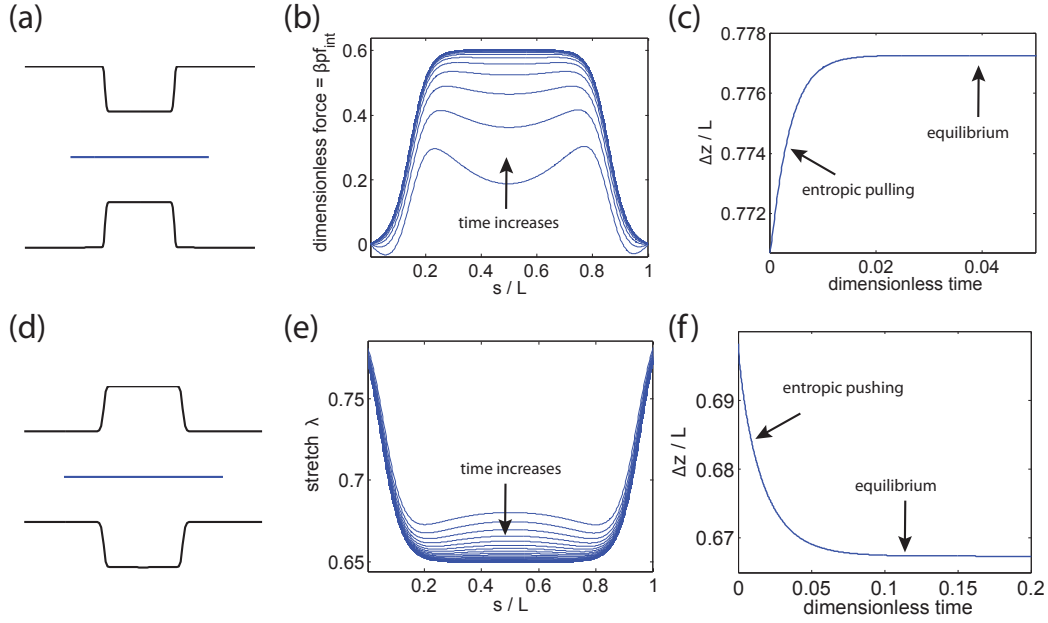 (a)
(b)
dimensionless force = βpf_int
0.6
0.4
0.2
0
time increases
0.2
0.4
0.6
0.8
1
s / L
(c)
Δz / L
0.778
0.776
0.774
0.772
equilibrium
entropic pulling
0
0.02
0.04
dimensionless time
(d)
(e)
stretch λ
0.75
0.7
0.65
time increases
0.2
0.4
0.6
0.8
1
s / L
(f)
Δz / L
0.69
0.68
0.67
entropic pushing
equilibrium
0
0.05
0.1
0.15
0.2
dimensionless time